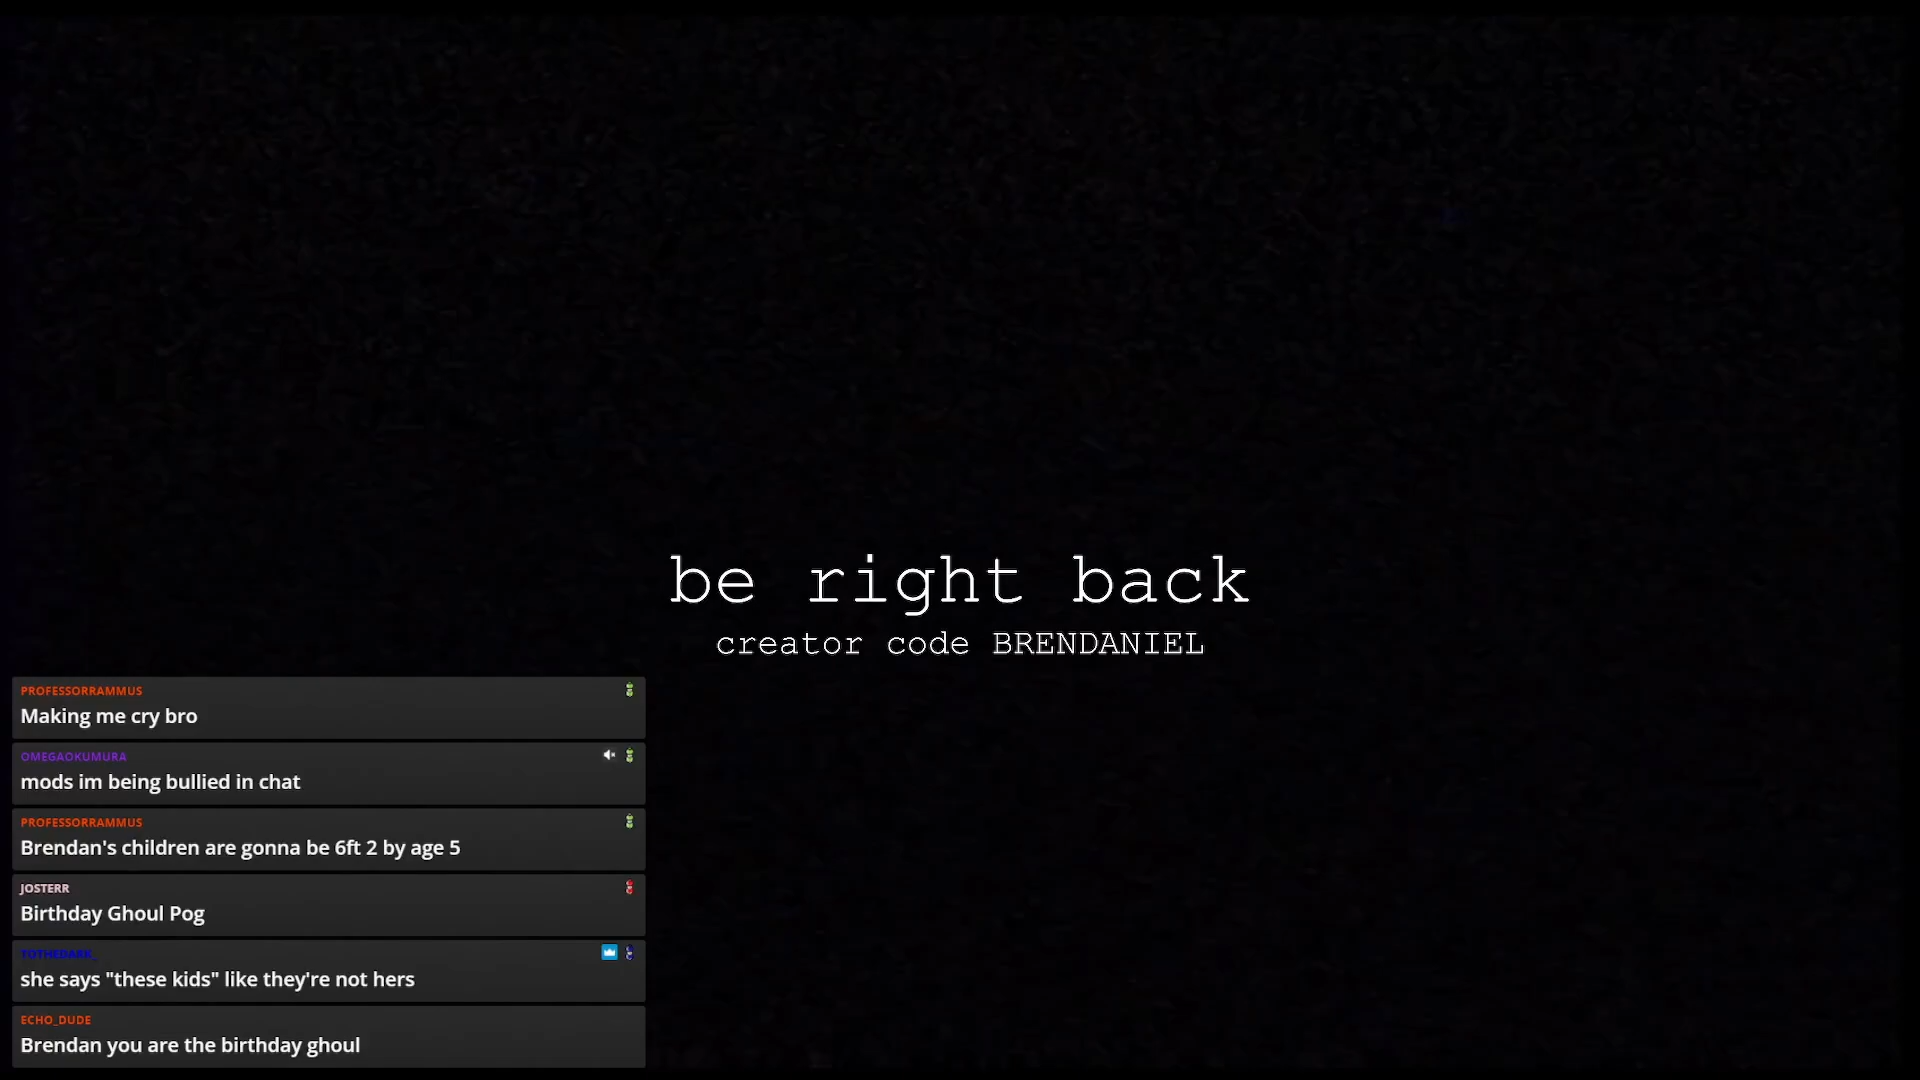 be right back
creator code BRENDANIEL
PROFESSORRAMMUS
Making me cry bro
OMEGAOKUMURA
mods im being bullied in chat
PROFESSORRAMMUS
Brendan's children are gonna be 6ft 2 by age 5
JOSTERR
Birthday Ghoul Pog
TOTHEDARK_
she says "these kids" like they're not hers
ECHO_DUDE
Brendan you are the birthday ghoul